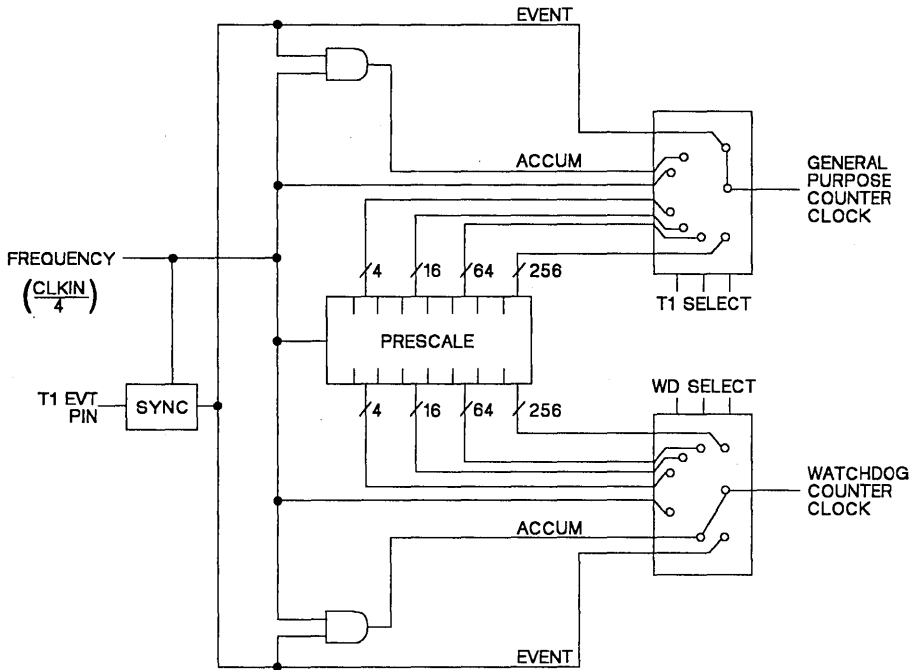 EVENT
ACCUM
GENERAL
PURPOSE
COUNTER
CLOCK
FREQUENCY
(CLKIN/4)
/4 /16 /64 /256
T1 SELECT
PRESCALE
T1 EVT
PIN
SYNC
/4 /16 /64 /256
WD SELECT
WATCHDOG
COUNTER
CLOCK
ACCUM
EVENT